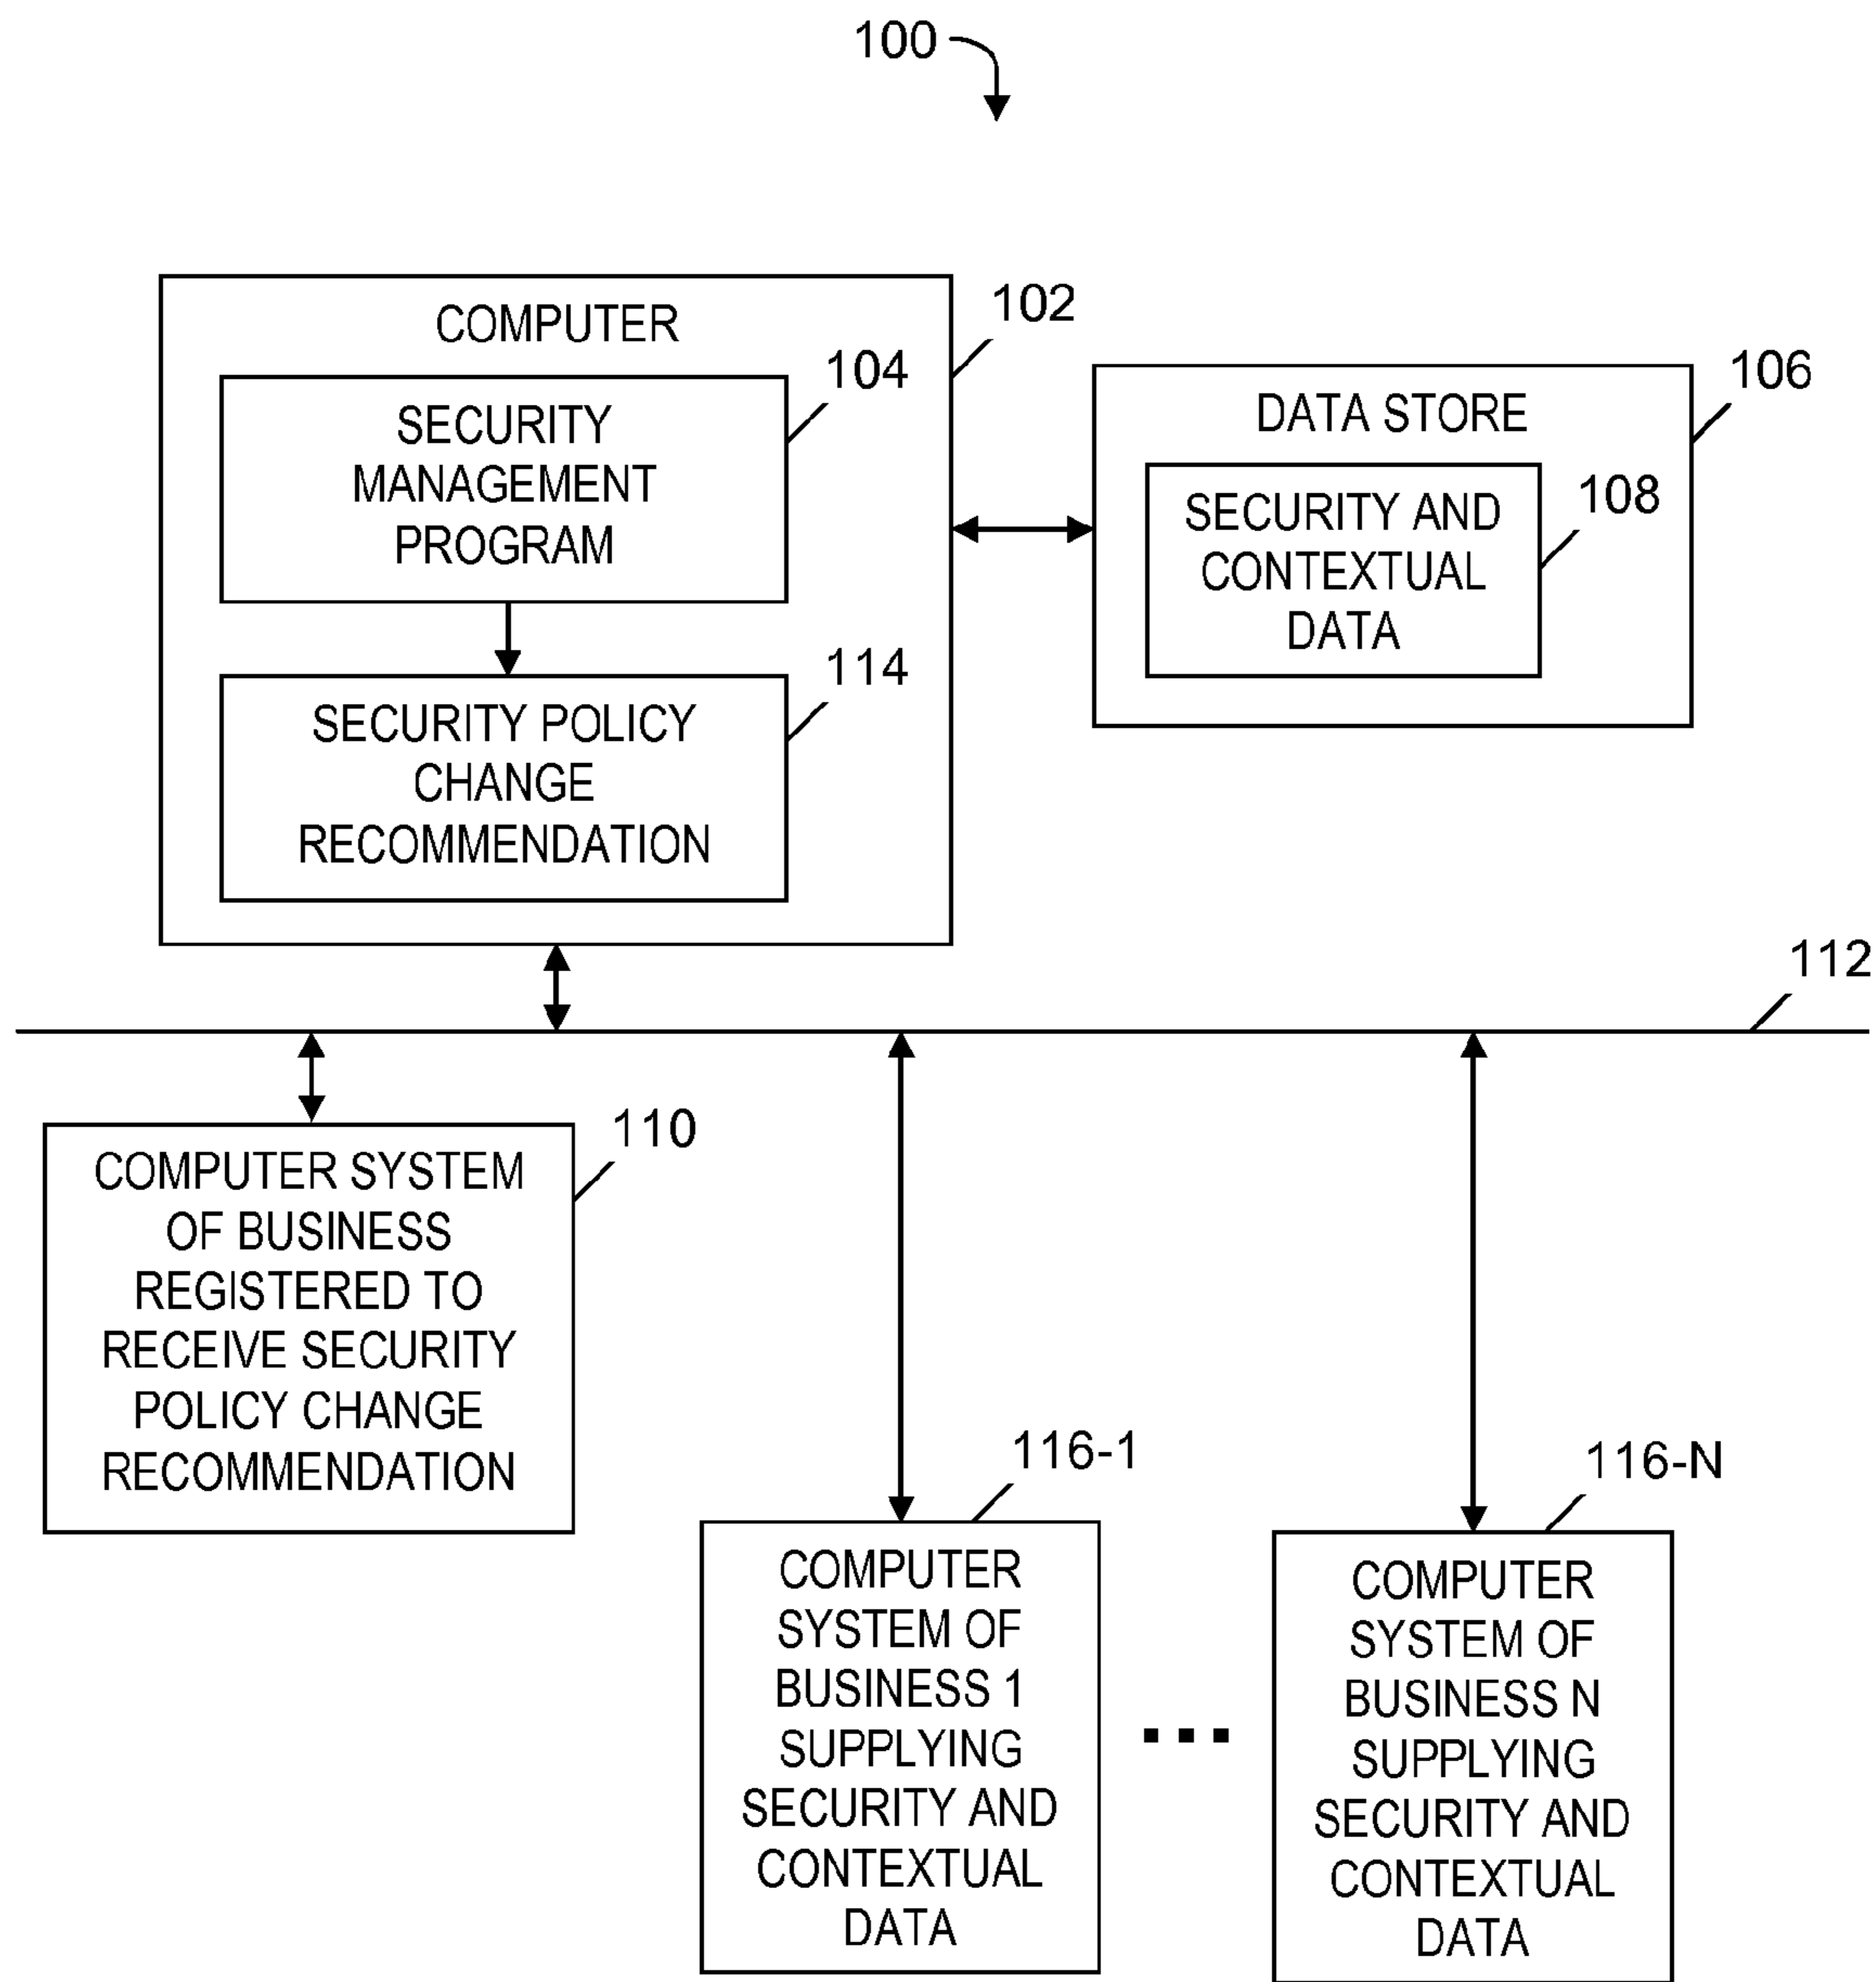 100
COMPUTER
102
SECURITY
MANAGEMENT
PROGRAM
104
SECURITY POLICY
CHANGE
RECOMMENDATION
114
DATA STORE
106
SECURITY AND
CONTEXTUAL
DATA
108
112
COMPUTER SYSTEM
OF BUSINESS
REGISTERED TO
RECEIVE SECURITY
POLICY CHANGE
RECOMMENDATION
110
116-1
COMPUTER
SYSTEM OF
BUSINESS 1
SUPPLYING
SECURITY AND
CONTEXTUAL
DATA
...
116-N
COMPUTER
SYSTEM OF
BUSINESS N
SUPPLYING
SECURITY AND
CONTEXTUAL
DATA